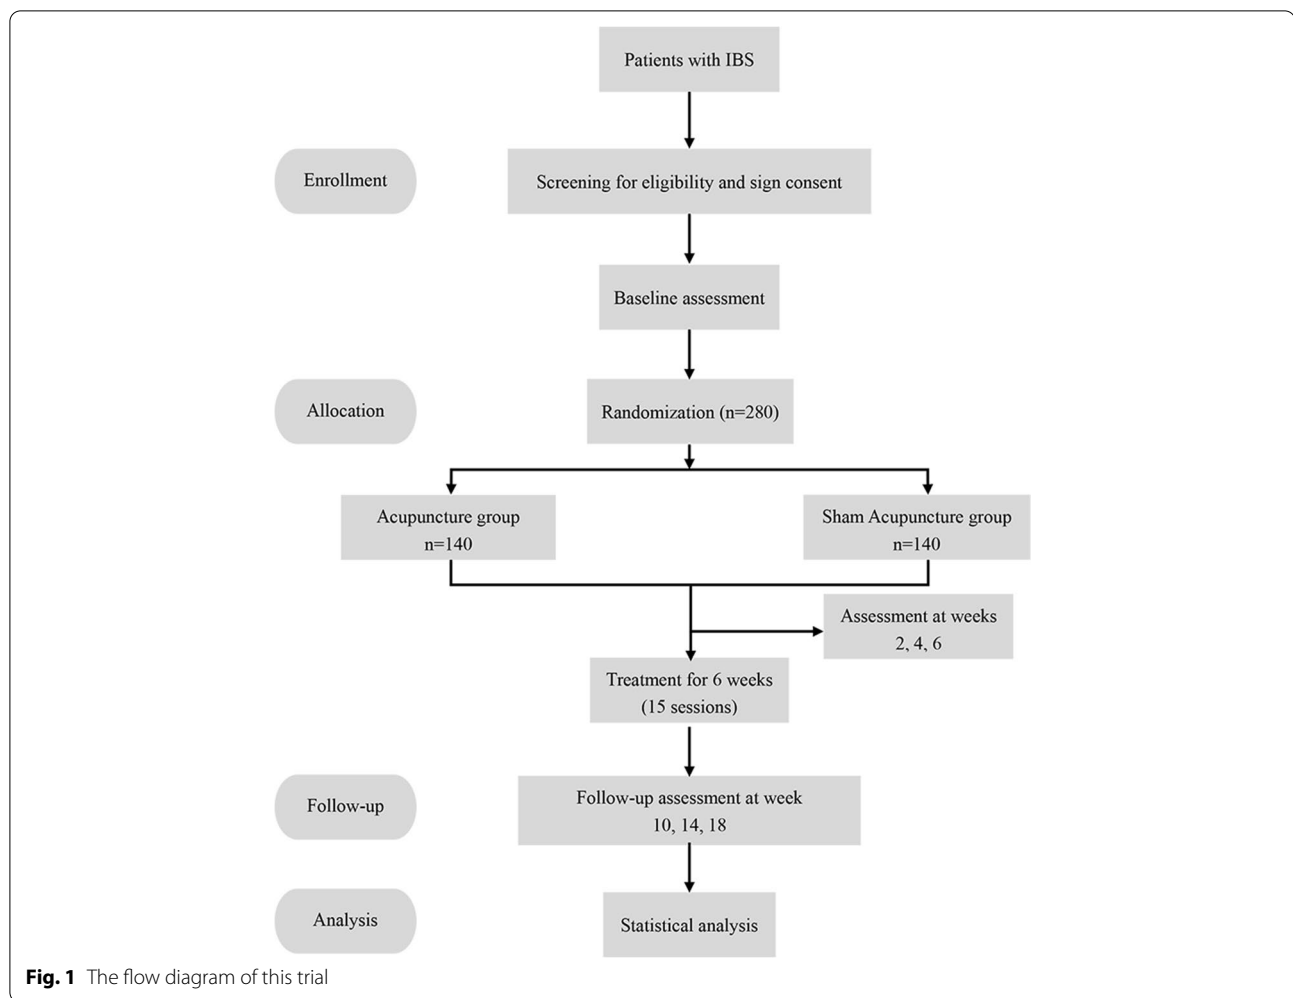 Patients with IBS
Enrollment
Screening for eligibility and sign consent
Baseline assessment
Allocation
Randomization (n=280)
Acupuncture group
n=140
Sham Acupuncture group
n=140
Assessment at weeks
2, 4, 6
Treatment for 6 weeks
(15 sessions)
Follow-up
Follow-up assessment at week
10, 14, 18
Analysis
Statistical analysis
Fig. 1 The flow diagram of this trial